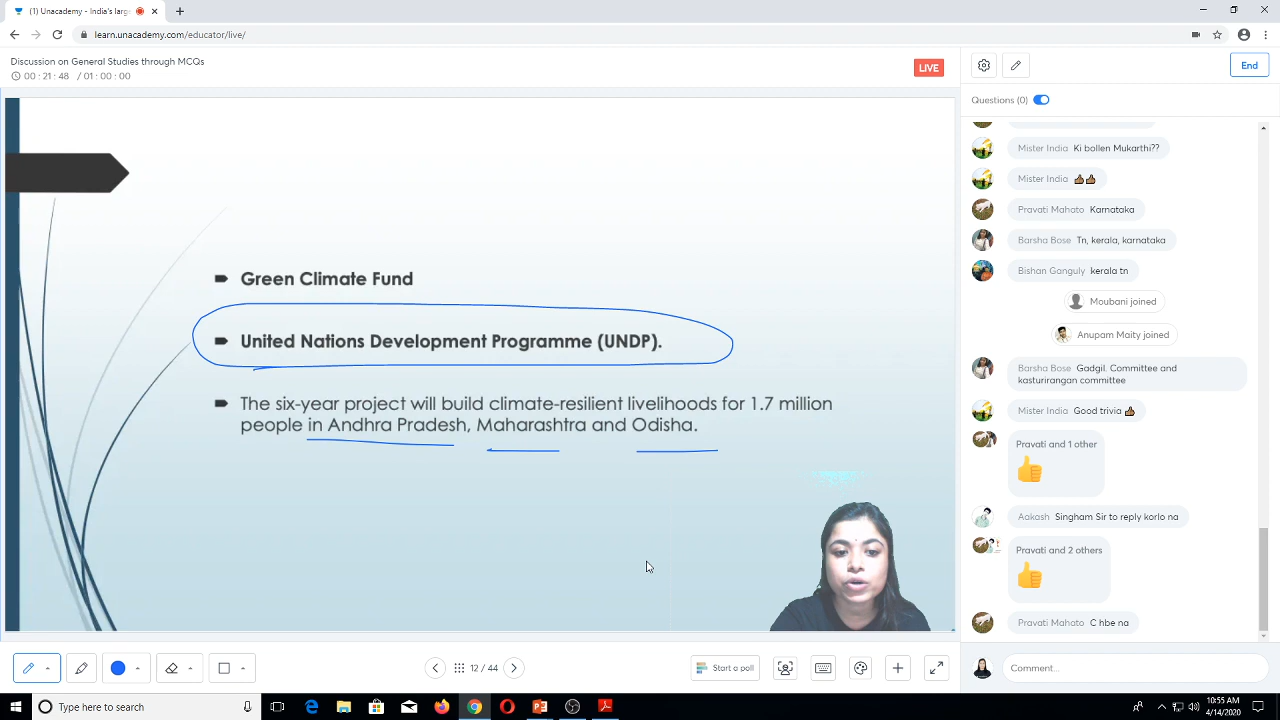 (1) Unacademy - India's larg
learn.unacademy.com/educator/live/
Discussion on General Studies through MCQs
00 : 21 : 48 / 01 : 00 : 00
LIVE
End
Questions (0)
Green Climate Fund
United Nations Development Programme (UNDP).
The six-year project will build climate-resilient livelihoods for 1.7 million
people in Andhra Pradesh, Maharashtra and Odisha.
Mister India Ki bollen Mukarthi??
Mister India 👍🏾👍🏾
Pravati Mahato Karnataka
Barsha Bose Tn, kerala, karnataka
Bishan Ganguly kerala tn
Moubani joined
Anupam Maity joined
Barsha Bose Gadgil. Committee and
kasturirangan committee
Mister India Good trivia 👍🏾
Pravati and 1 other
👍
Aakash Singham Sir to reply korlo na
Pravati and 2 others
👍
Pravati Mahato C hbe na
12 / 44
Start a poll
Comment...
Type here to search
10:55 AM
4/14/2020